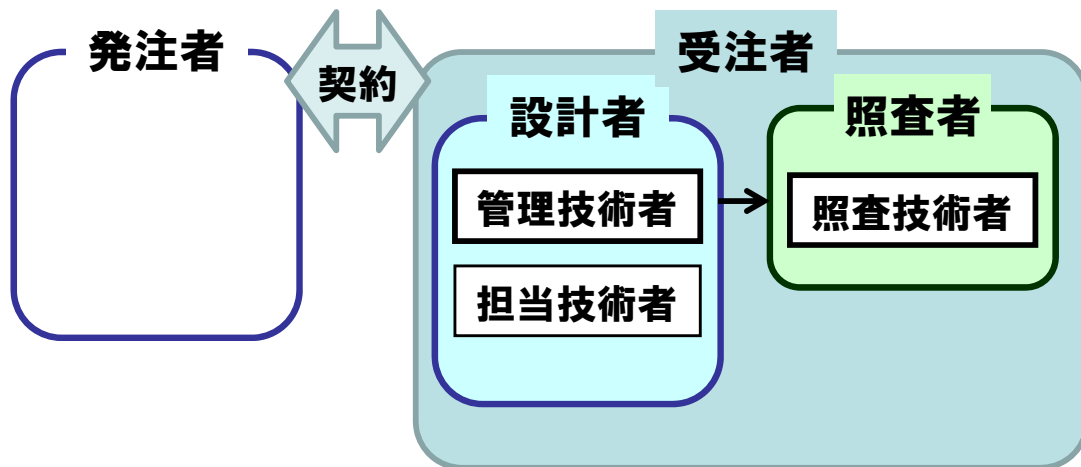 発注者
契約
受注者
設計者
管理技術者
担当技術者
照査者
照査技術者